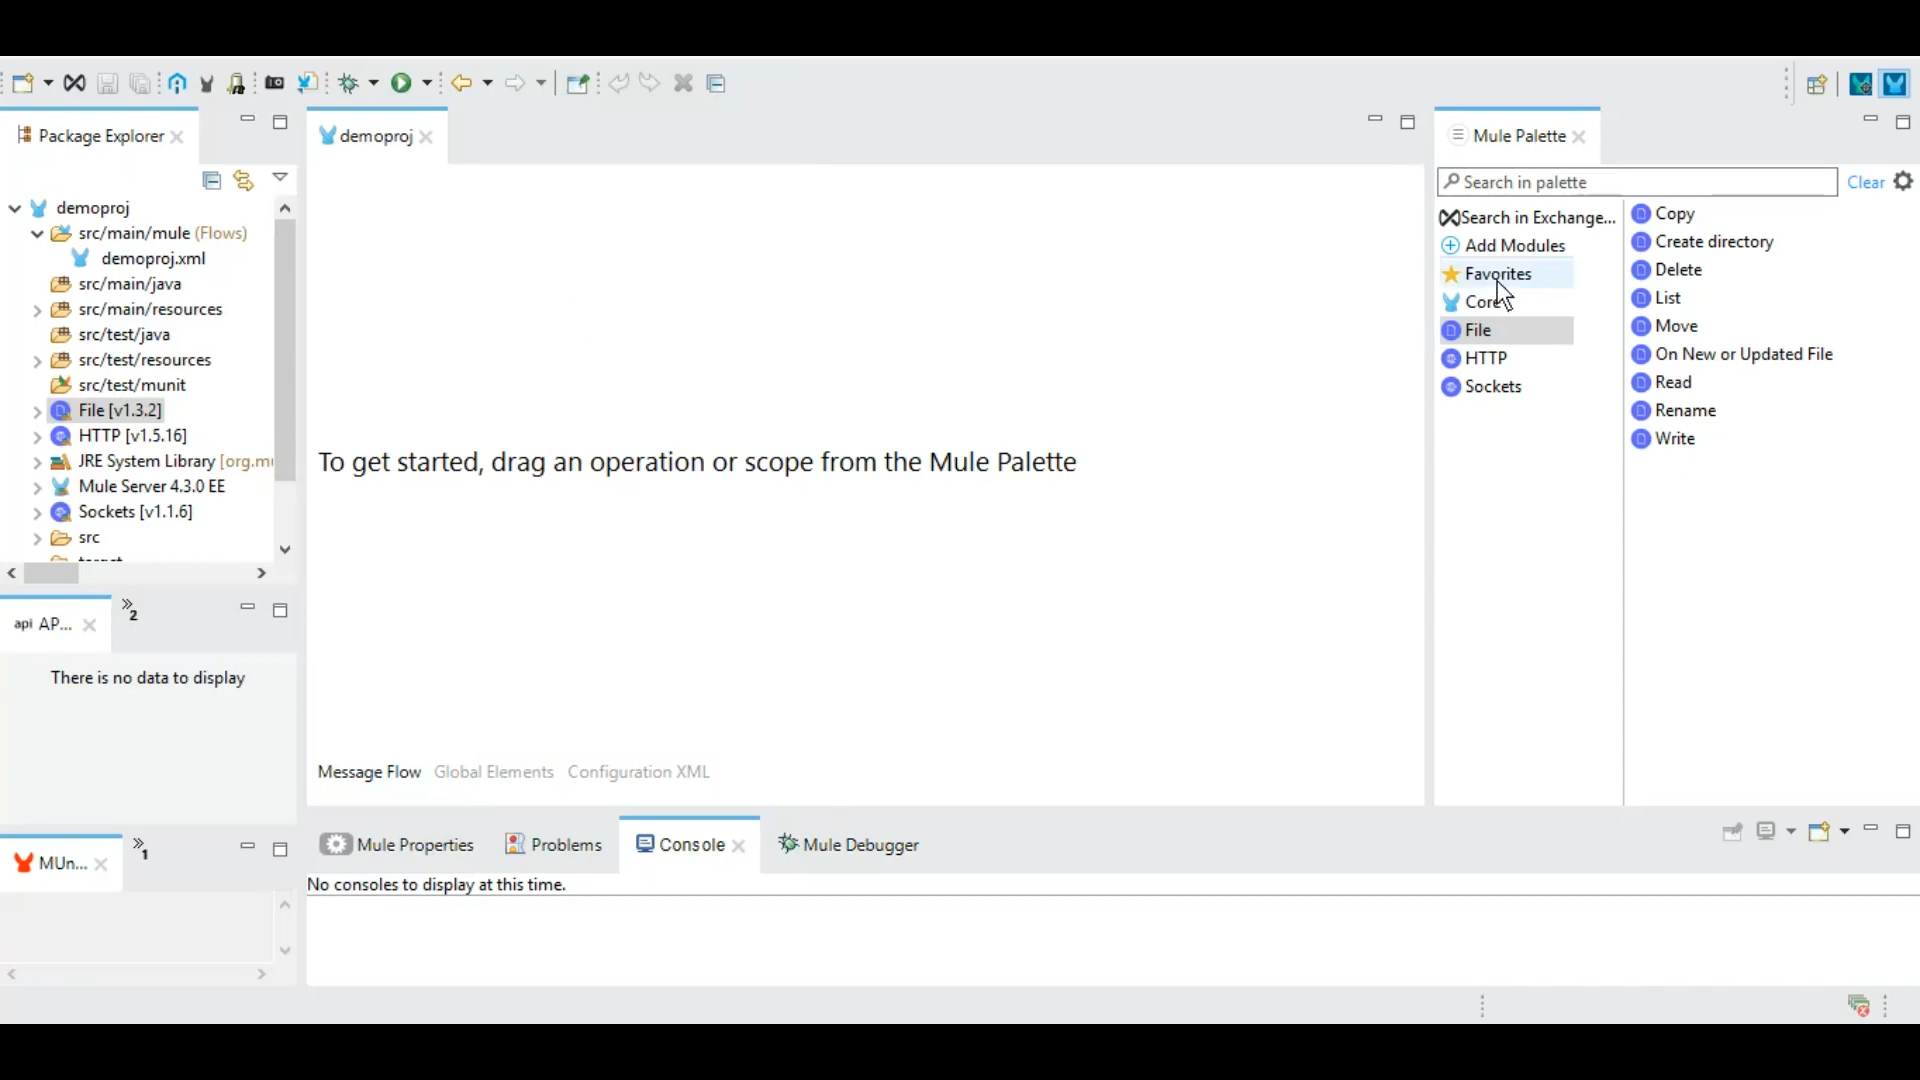 Package Explorer
demoproj
Mule Palette
Search in palette
Clear
demoproj
src/main/mule (Flows)
demoproj.xml
src/main/java
src/main/resources
src/test/java
src/test/resources
src/test/munit
File [v1.3.2]
HTTP [v1.5.16]
JRE System Library [org.mu
Mule Server 4.3.0 EE
Sockets [v1.1.6]
src
target
Search in Exchange...
Add Modules
Favorites
Core
File
HTTP
Sockets
Copy
Create directory
Delete
List
Move
On New or Updated File
Read
Rename
Write
To get started, drag an operation or scope from the Mule Palette
api AP...
2
There is no data to display
Message Flow Global Elements Configuration XML
MUn...
1
Mule Properties
Problems
Console
Mule Debugger
No consoles to display at this time.